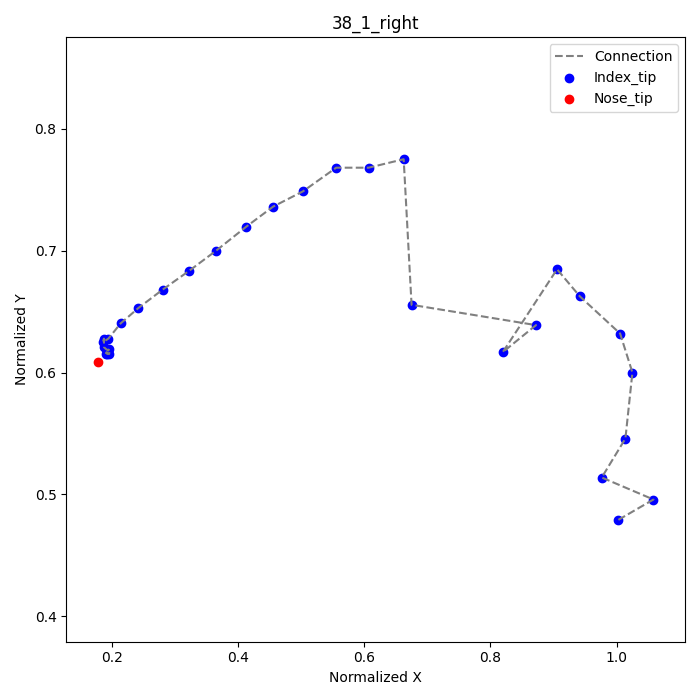 38_1_right
Connection
Index_tip
Nose_tip
0.8
0.7
0.6
0.5
0.4
Normalized Y
0.2 0.4 0.6 0.8 1.0
Normalized X